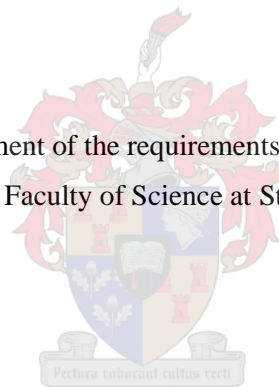 ment of the requirements
Faculty of Science at St
Pectora roborant cultus recti